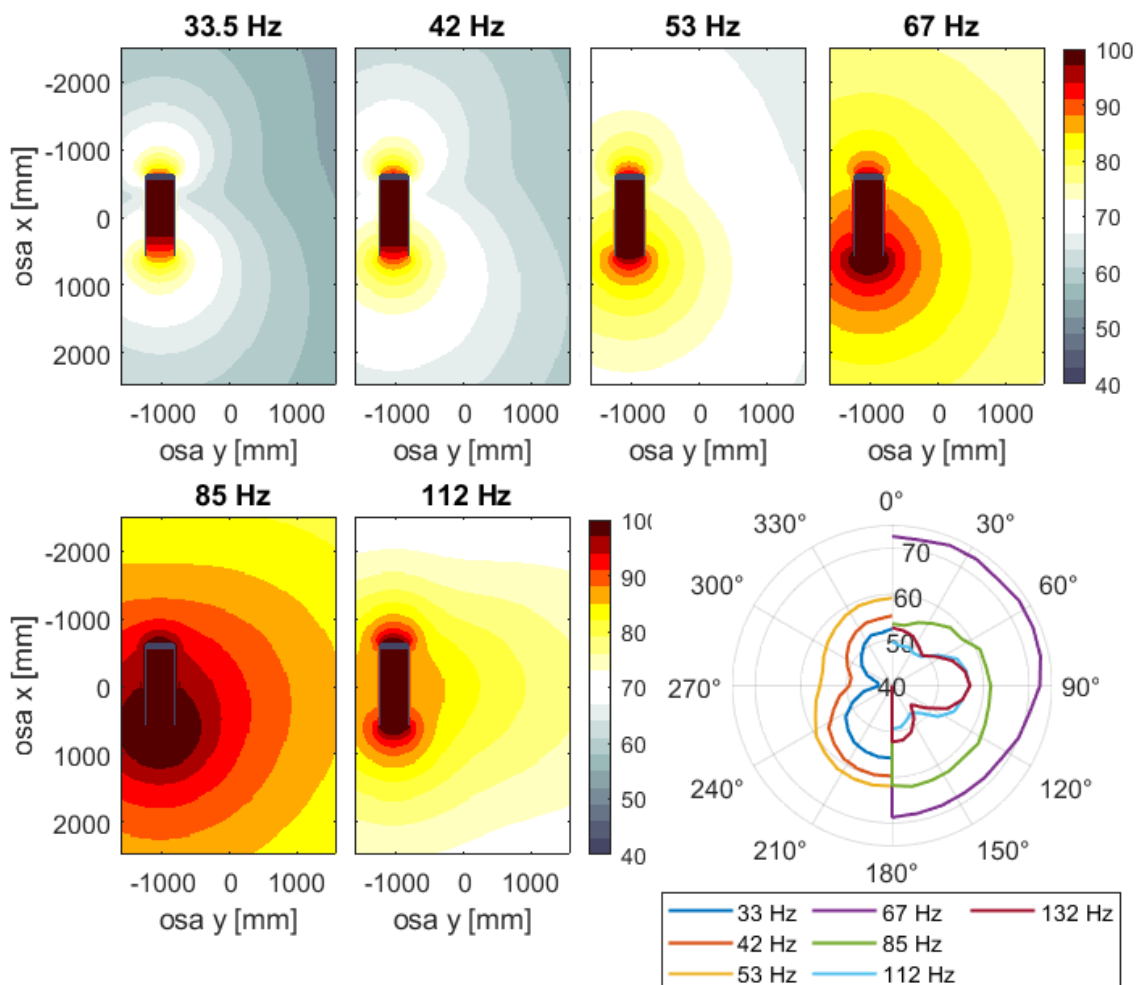 33.5 Hz
42 Hz
53 Hz
67 Hz
-2000
-1000
0
1000
2000
osa x [mm]
-1000 0 1000
-1000 0 1000
-1000 0 1000
-1000 0 1000
osa y [mm]
osa y [mm]
osa y [mm]
osa y [mm]
100
90
80
70
60
50
40
85 Hz
112 Hz
-2000
-1000
0
1000
2000
osa x [mm]
-1000 0 1000
-1000 0 1000
osa y [mm]
osa y [mm]
100
90
80
70
60
50
40
0°
30°
60°
90°
120°
150°
180°
210°
240°
270°
300°
330°
70
60
50
40
33 Hz
42 Hz
53 Hz
67 Hz
85 Hz
112 Hz
132 Hz